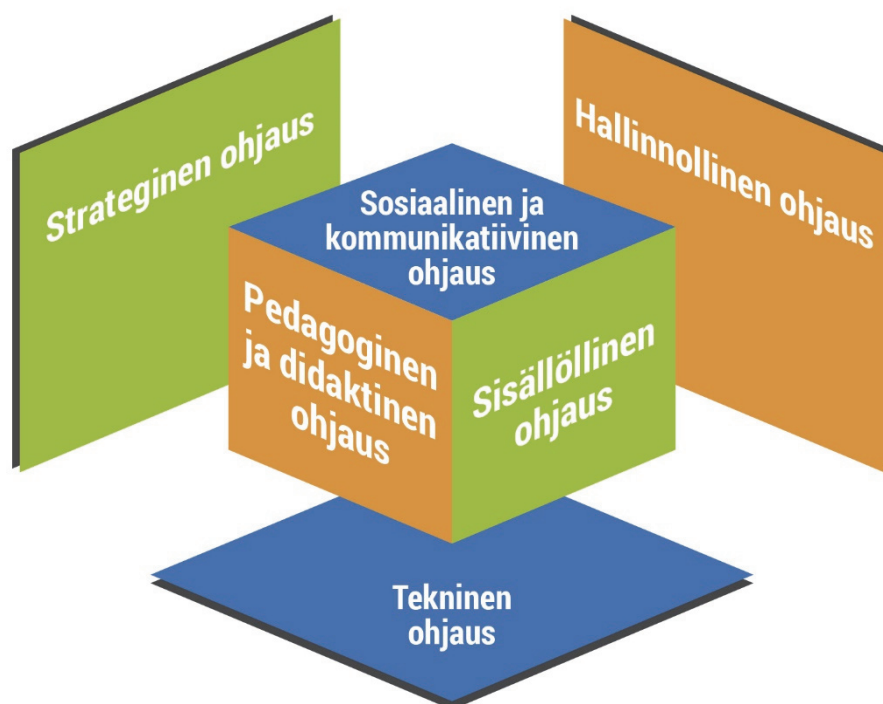 Strateginen ohjaus
Hallinnollinen ohjaus
Sosiaalinen ja
kommunikatiivinen
ohjaus
Pedagoginen
ja didaktinen
ohjaus
Sisällöllinen
ohjaus
Tekninen
ohjaus